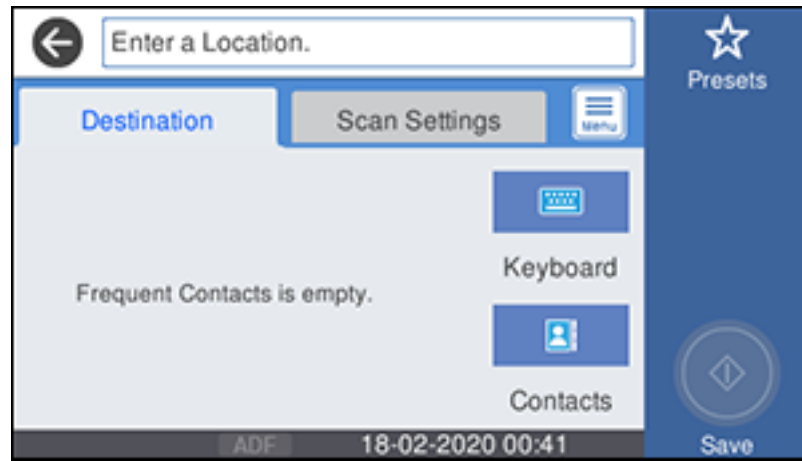 Enter a Location.
Presets
Destination
Scan Settings
Menu
Keyboard
Frequent Contacts is empty.
Contacts
ADF
18-02-2020 00:41
Save